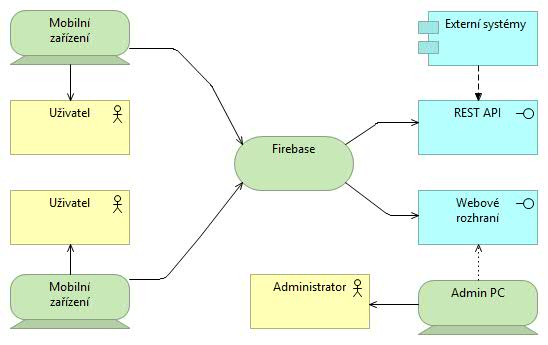 Mobilní
zařízení
Externí systémy
Uživatel
REST API
Firebase
Uživatel
Webové
rozhraní
Mobilní
zařízení
Administrator
Admin PC